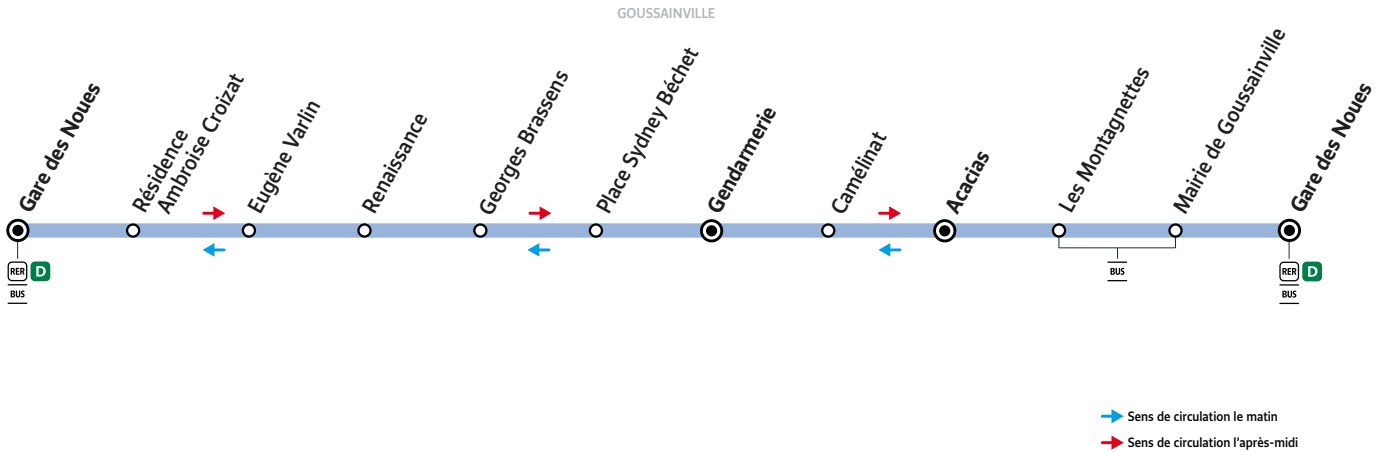 GOUSSAINVILLE
Gare des Noues
Résidence
Ambroise Croizat
Eugène Varlin
Renaissance
Georges Brassens
Place Sydney Béchet
Gendarmerie
Camélinat
Acacias
Les Montagnettes
Mairie de Goussainville
Gare des Noues
RER D
BUS
BUS
RER D
BUS
Sens de circulation le matin
Sens de circulation l'après-midi